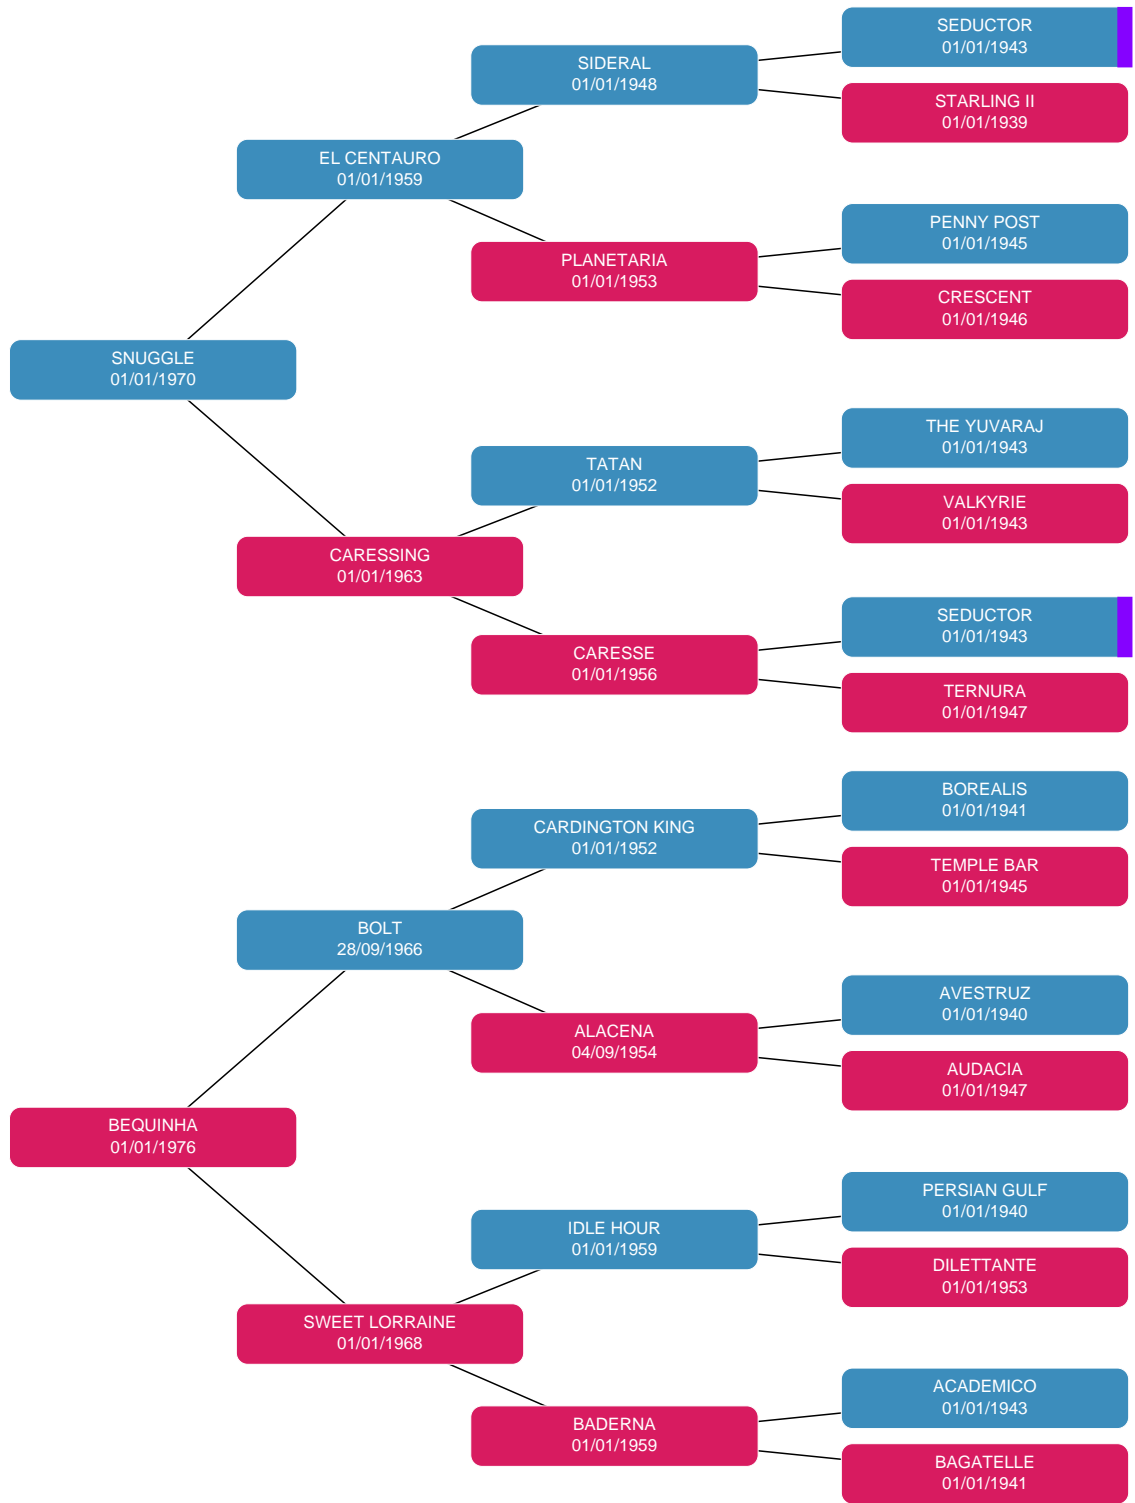 SEDUCTOR
01/01/1943
SIDERAL
01/01/1948
STARLING II
01/01/1939
EL CENTAURO
01/01/1959
PENNY POST
01/01/1945
PLANETARIA
01/01/1953
CRESCENT
01/01/1946
SNUGGLE
01/01/1970
THE YUVARAJ
01/01/1943
TATAN
01/01/1952
VALKYRIE
01/01/1943
CARESSING
01/01/1963
SEDUCTOR
01/01/1943
CARESSE
01/01/1956
TERNURA
01/01/1947
BOREALIS
01/01/1941
CARDINGTON KING
01/01/1952
TEMPLE BAR
01/01/1945
BOLT
28/09/1966
AVESTRUZ
01/01/1940
ALACENA
04/09/1954
AUDACIA
01/01/1947
BEQUINHA
01/01/1976
PERSIAN GULF
01/01/1940
IDLE HOUR
01/01/1959
DILETTANTE
01/01/1953
SWEET LORRAINE
01/01/1968
ACADEMICO
01/01/1943
BADERNA
01/01/1959
BAGATELLE
01/01/1941